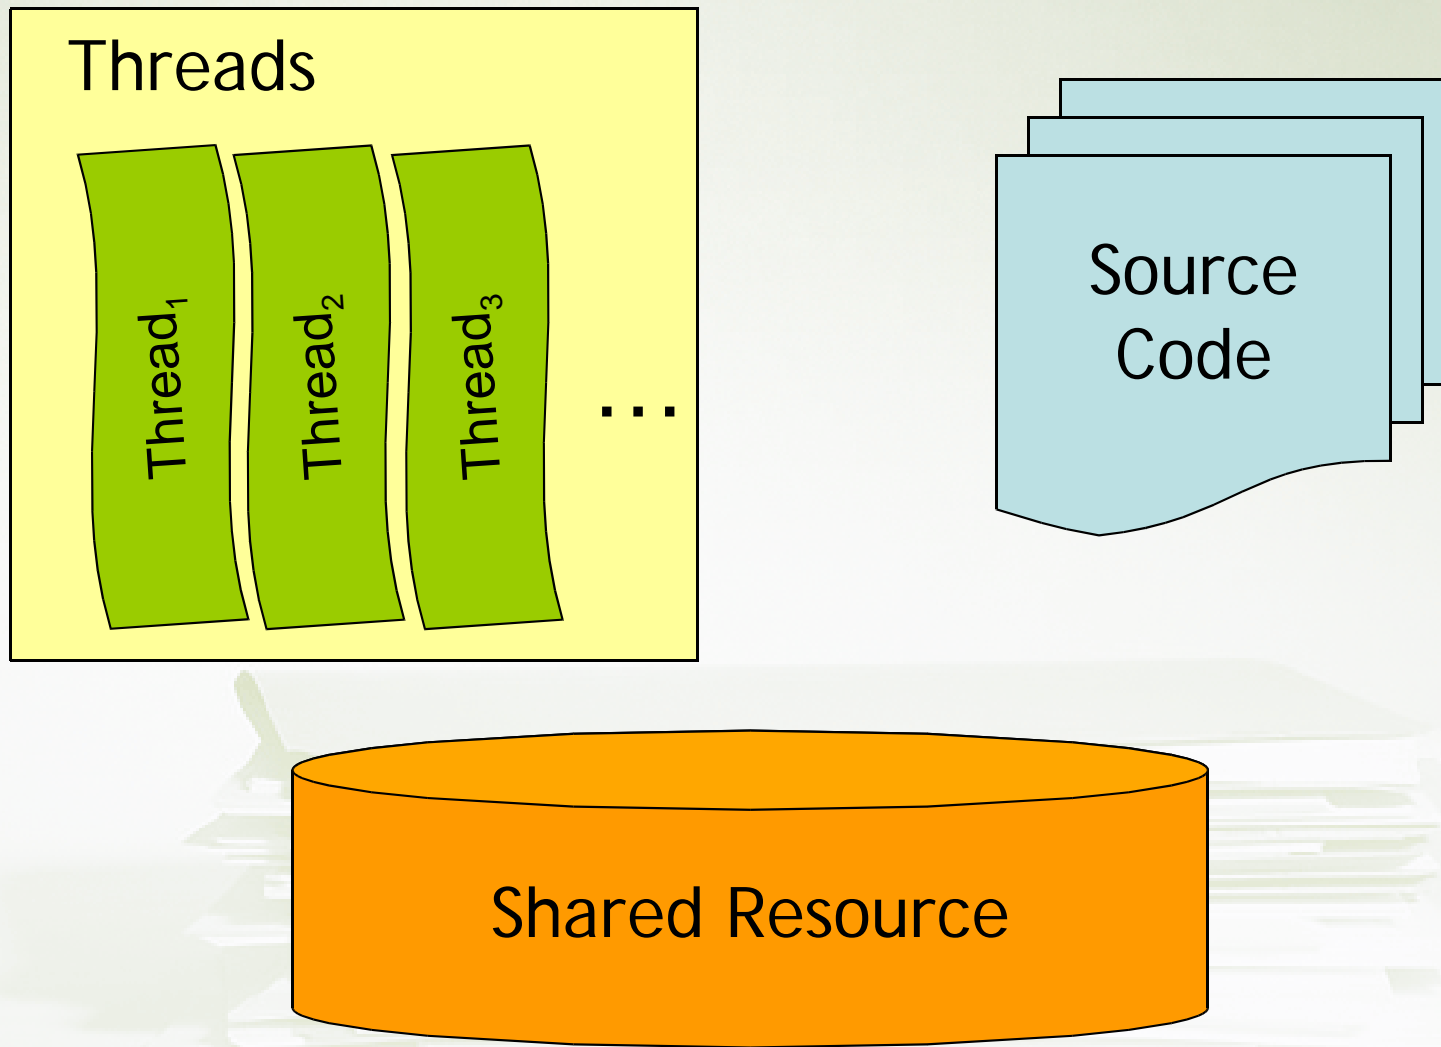 Threads
Thread₁
Thread₂
Thread₃
...
Source
Code
Shared Resource